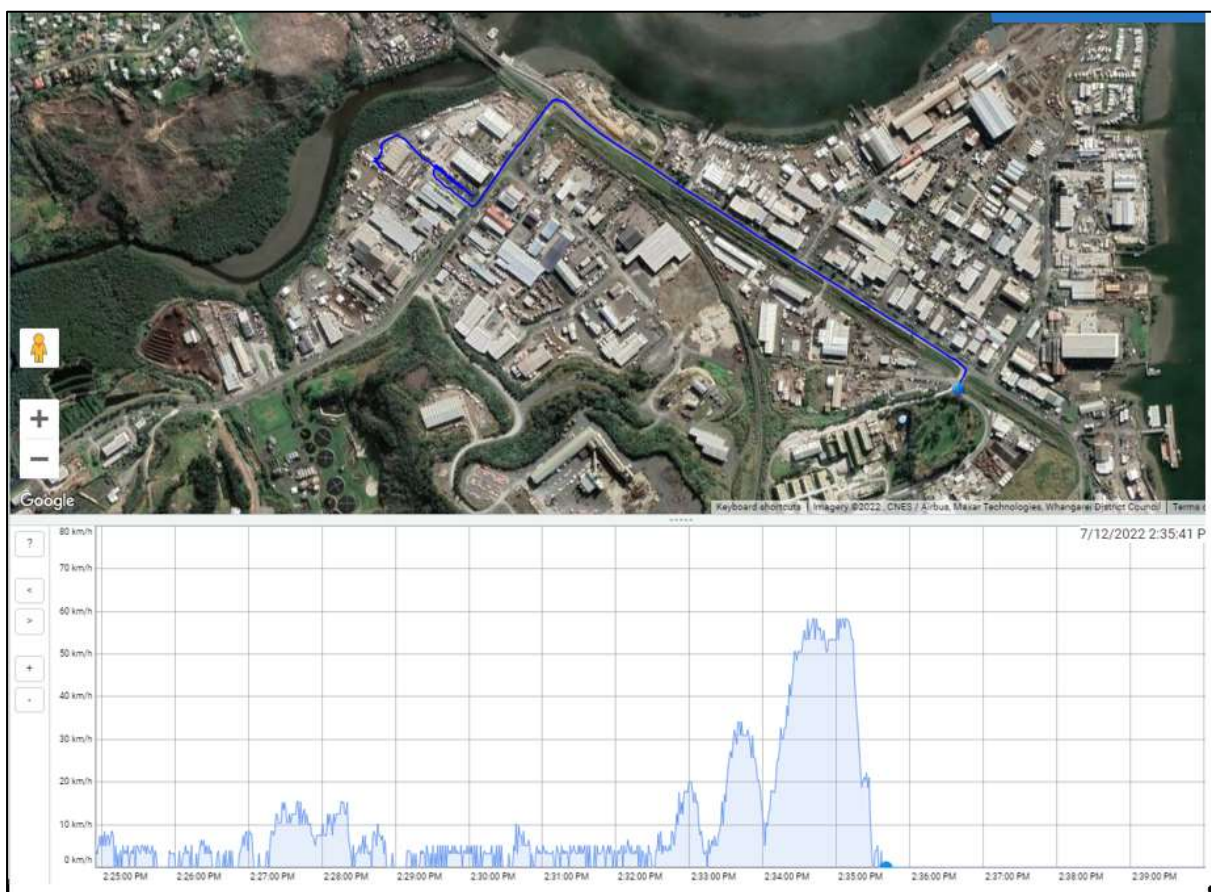 +
−
Google
Keyboard shortcuts
Imagery ©2022 , CNES / Airbus, Maxar Technologies, Whangarei District Council
Terms o
7/12/2022 2:35:41 P
?
<
>
+
-
80 km/h
70 km/h
60 km/h
50 km/h
40 km/h
30 km/h
20 km/h
10 km/h
0 km/h
2:25:00 PM 2:26:00 PM 2:27:00 PM 2:28:00 PM 2:29:00 PM 2:30:00 PM 2:31:00 PM 2:32:00 PM 2:33:00 PM 2:34:00 PM 2:35:00 PM 2:36:00 PM 2:37:00 PM 2:38:00 PM 2:39:00 PM